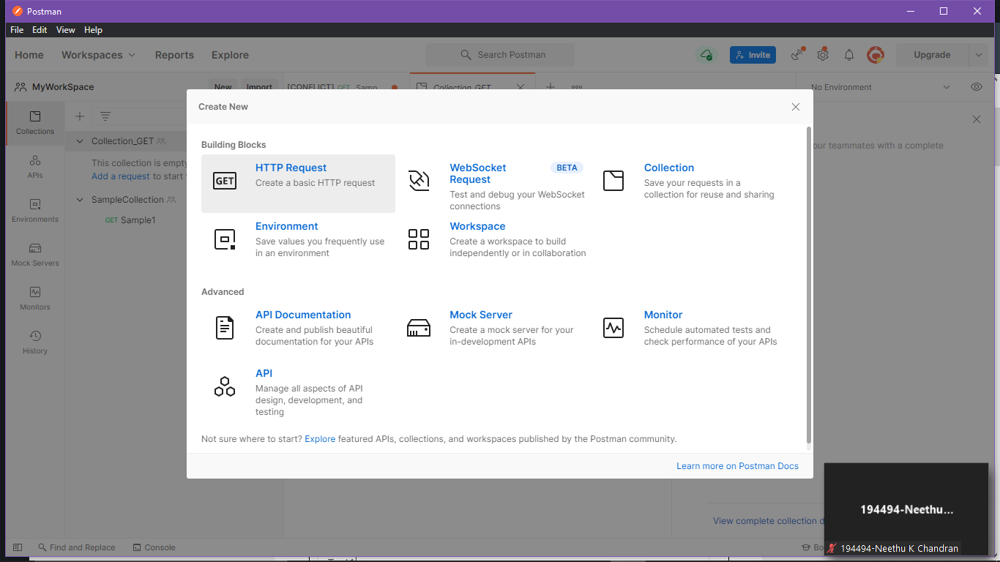 Postman
File Edit View Help
Home Workspaces Reports Explore Search Postman Invite Upgrade
MyWorkSpace New Import [CONFLICT] GET Samp Collection_GET No Environment
Create New
Collections
Collection_GET
This collection is empty
Add a request to start
APIs
SampleCollection
GET Sample1
Environments
Mock Servers
Monitors
History
our teammates with a complete
Building Blocks
GET
HTTP Request
Create a basic HTTP request
WebSocket Request BETA
Test and debug your WebSocket
connections
Collection
Save your requests in a
collection for reuse and sharing
Environment
Save values you frequently use
in an environment
Workspace
Create a workspace to build
independently or in collaboration
Advanced
API Documentation
Create and publish beautiful
documentation for your APIs
Mock Server
Create a mock server for your
in-development APIs
Monitor
Schedule automated tests and
check performance of your APIs
API
Manage all aspects of API
design, development, and
testing
Not sure where to start? Explore featured APIs, collections, and workspaces published by the Postman community.
Learn more on Postman Docs
View complete collection d
194494-Neethu...
194494-Neethu K Chandran
Find and Replace Console Bo